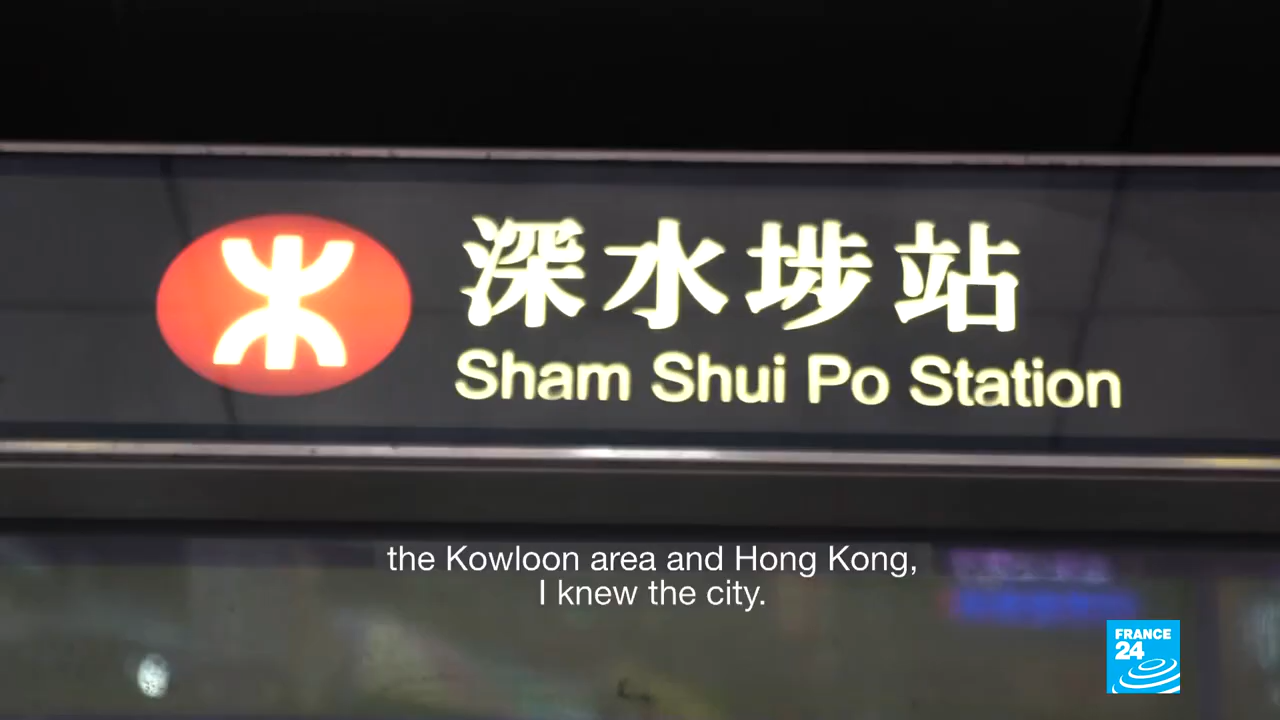 深水埗站
Sham Shui Po Station
the Kowloon area and Hong Kong,
I knew the city.
FRANCE
24